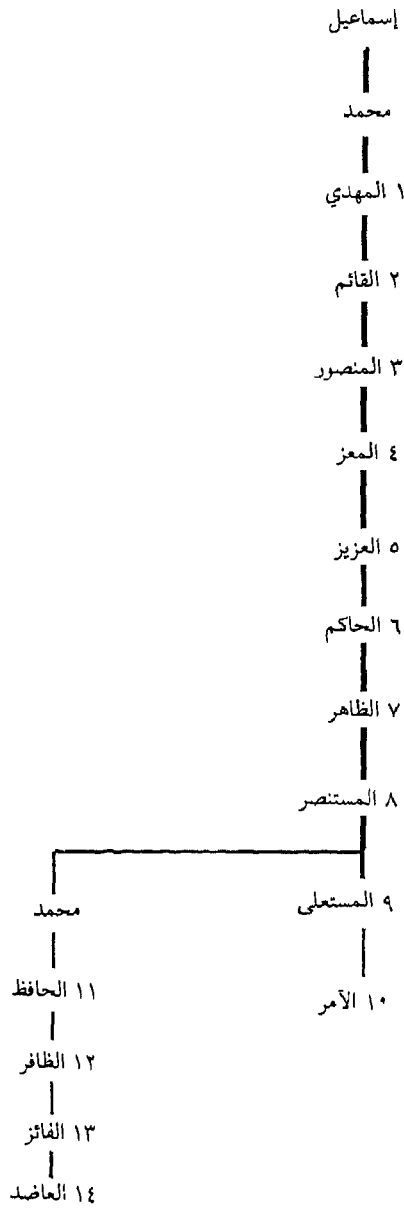 إسماعيل
محمد
١ المهدي
٢ القائم
٣ المنصور
٤ المعز
٥ العزيز
٦ الحاكم
٧ الظاهر
٨ المستنصر
٩ المستعلى
١٠ الآمر
محمد
١١ الحافظ
١٢ الظافر
١٣ الفائز
١٤ العاضد